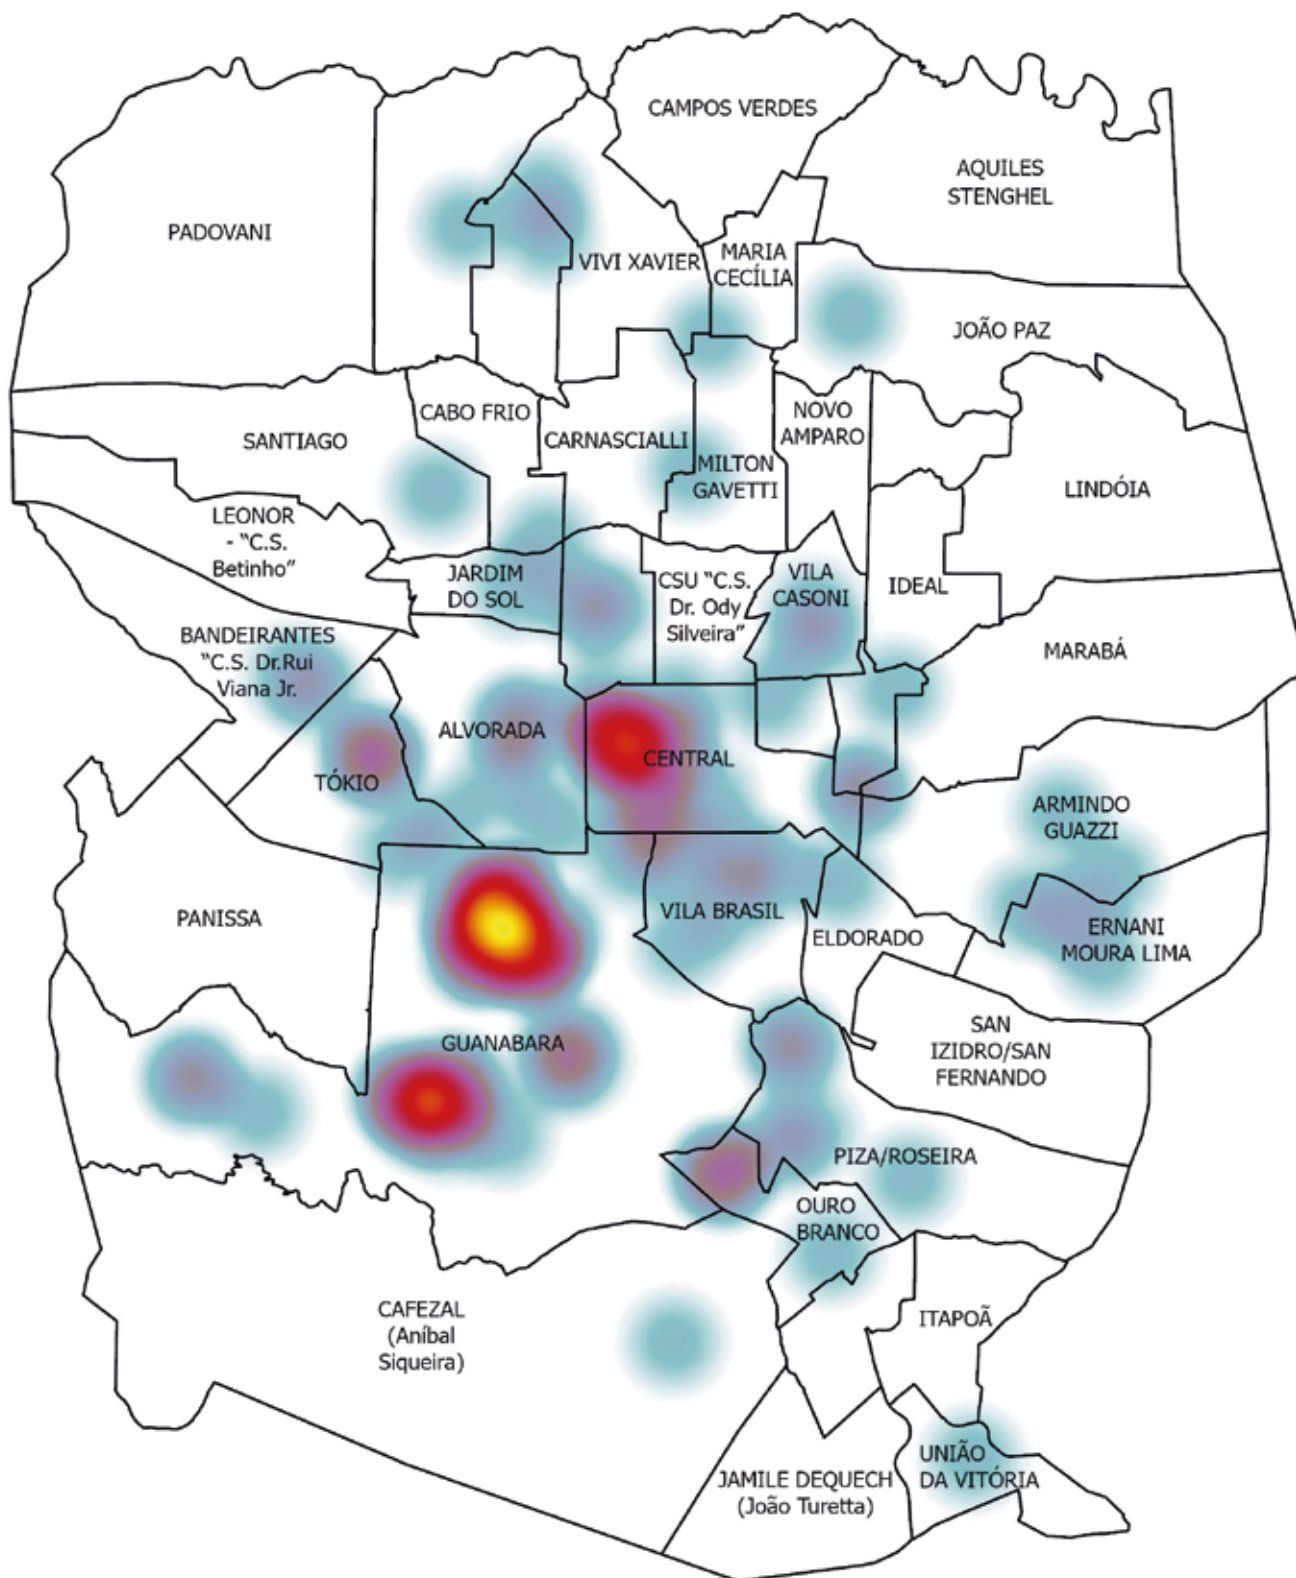 CAMPOS VERDES
AQUILES
STENGHEL
PADOVANI
VIVI XAVIER
MARIA
CECÍLIA
JOÃO PAZ
CABO FRIO
SANTIAGO
CARNASCIALLI
NOVO
AMPARO
MILTON
GAVETTI
LINDÓIA
LEONOR
- “C.S.
Betinho”
JARDIM
DO SOL
CSU “C.S.
Dr. Ody
Silveira”
VILA
CASONI
IDEAL
BANDEIRANTES
“C.S. Dr.Rui
Viana Jr.
MARABÁ
ALVORADA
CENTRAL
TÓKIO
ARMINDO
GUAZZI
PANISSA
VILA BRASIL
ELDORADO
ERNANI
MOURA LIMA
GUANABARA
SAN
IZIDRO/SAN
FERNANDO
PIZA/ROSEIRA
OURO
BRANCO
CAFEZAL
(Aníbal
Siqueira)
ITAPOÃ
UNIÃO
DA VITÓRIA
JAMILE DEQUECH
(João Turetta)